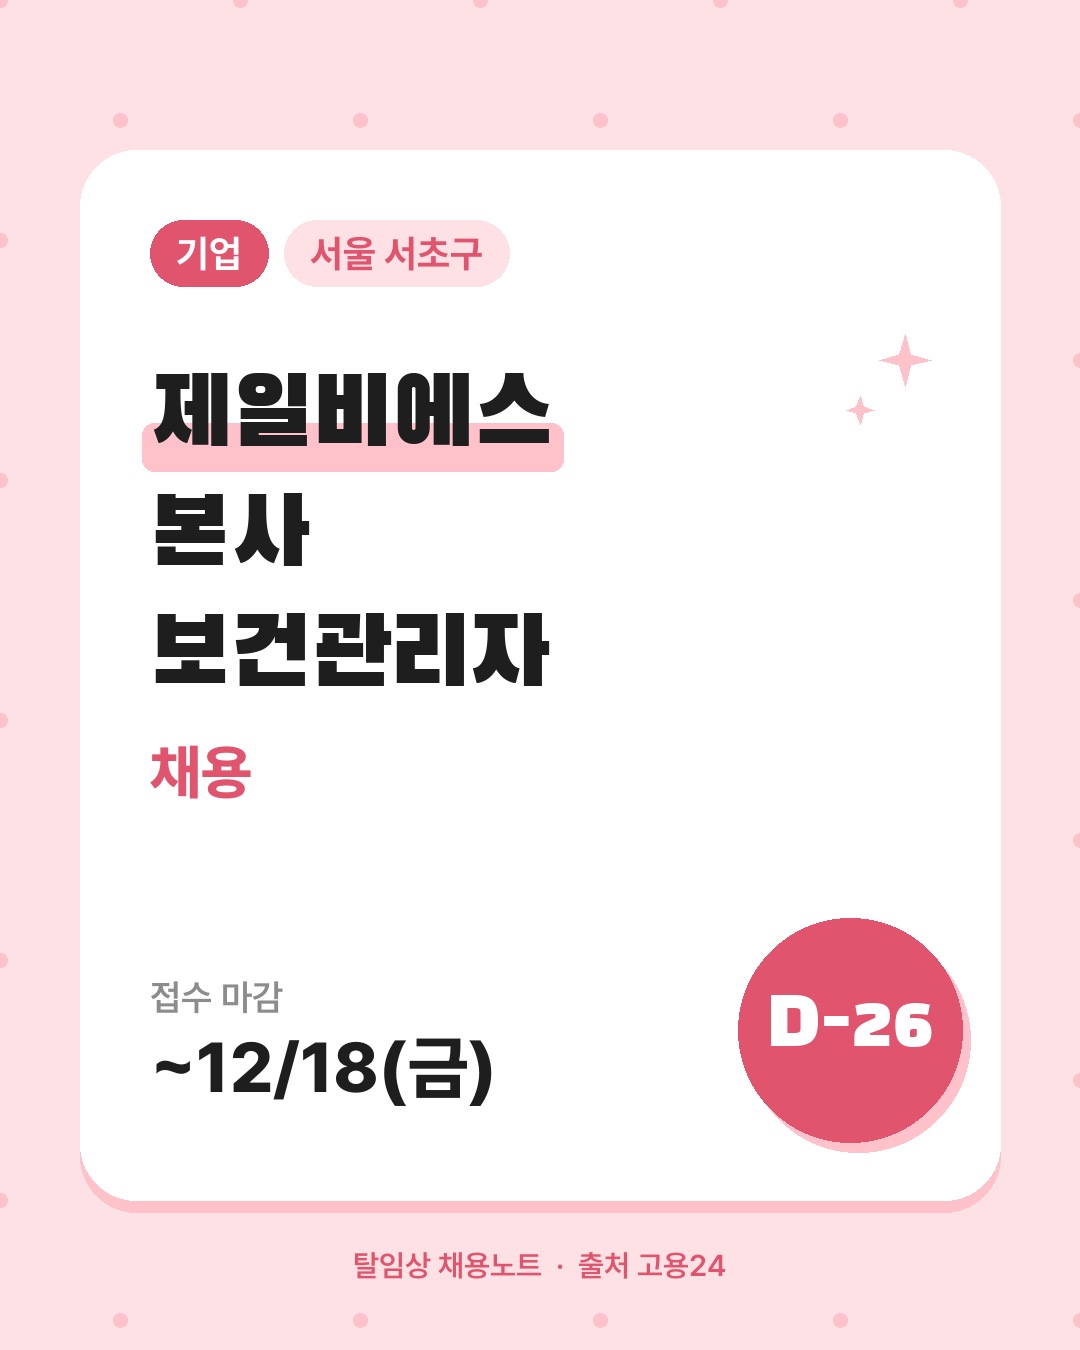 기업 서울 서초구
제일비에스
본사
보건관리자
채용
접수 마감
~12/18(금)
D-26
탈임상 채용노트 · 출처 고용24